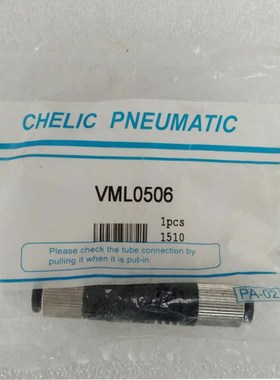 CHELIC PNEUMATIC
VML0506
1pcs
1510
Please check the tube connection by
pulling it when it is put-in.